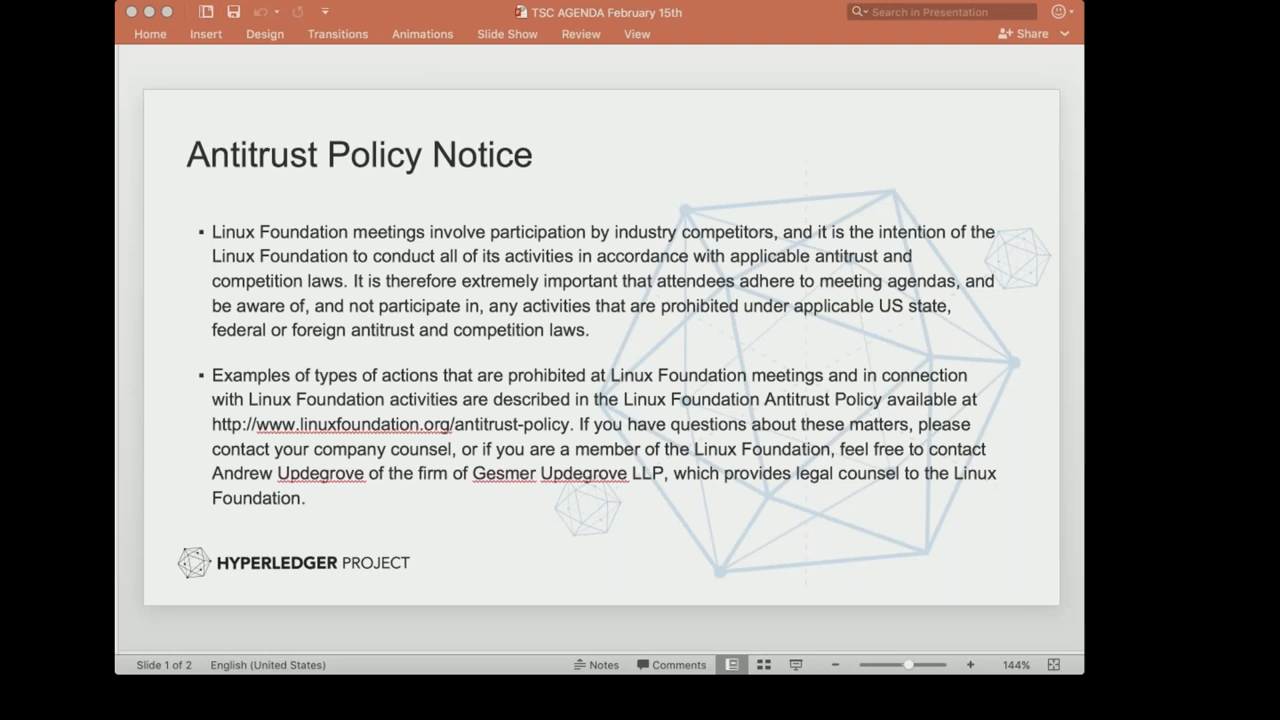 TSC AGENDA February 15th
Search in Presentation
Home Insert Design Transitions Animations Slide Show Review View Share
Antitrust Policy Notice
▪ Linux Foundation meetings involve participation by industry competitors, and it is the intention of the
Linux Foundation to conduct all of its activities in accordance with applicable antitrust and
competition laws. It is therefore extremely important that attendees adhere to meeting agendas, and
be aware of, and not participate in, any activities that are prohibited under applicable US state,
federal or foreign antitrust and competition laws.
▪ Examples of types of actions that are prohibited at Linux Foundation meetings and in connection
with Linux Foundation activities are described in the Linux Foundation Antitrust Policy available at
http://www.linuxfoundation.org/antitrust-policy. If you have questions about these matters, please
contact your company counsel, or if you are a member of the Linux Foundation, feel free to contact
Andrew Updegrove of the firm of Gesmer Updegrove LLP, which provides legal counsel to the Linux
Foundation.
HYPERLEDGER PROJECT
Slide 1 of 2 English (United States) Notes Comments 144%